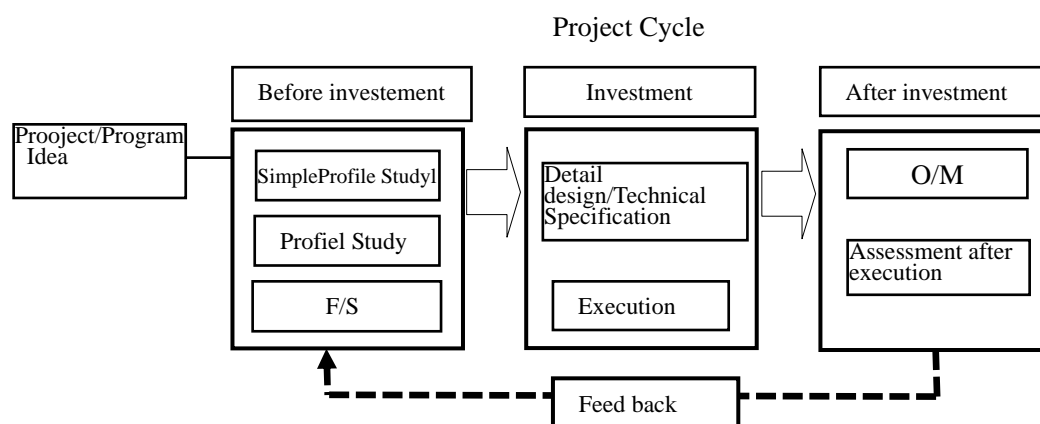 Project Cycle
Before investement
Investment
After investment
Prooject/Program
Idea
SimpleProfile Studyl
Profiel Study
F/S
Detail
design/Technical
Specification
Execution
O/M
Assessment after
execution
Feed back